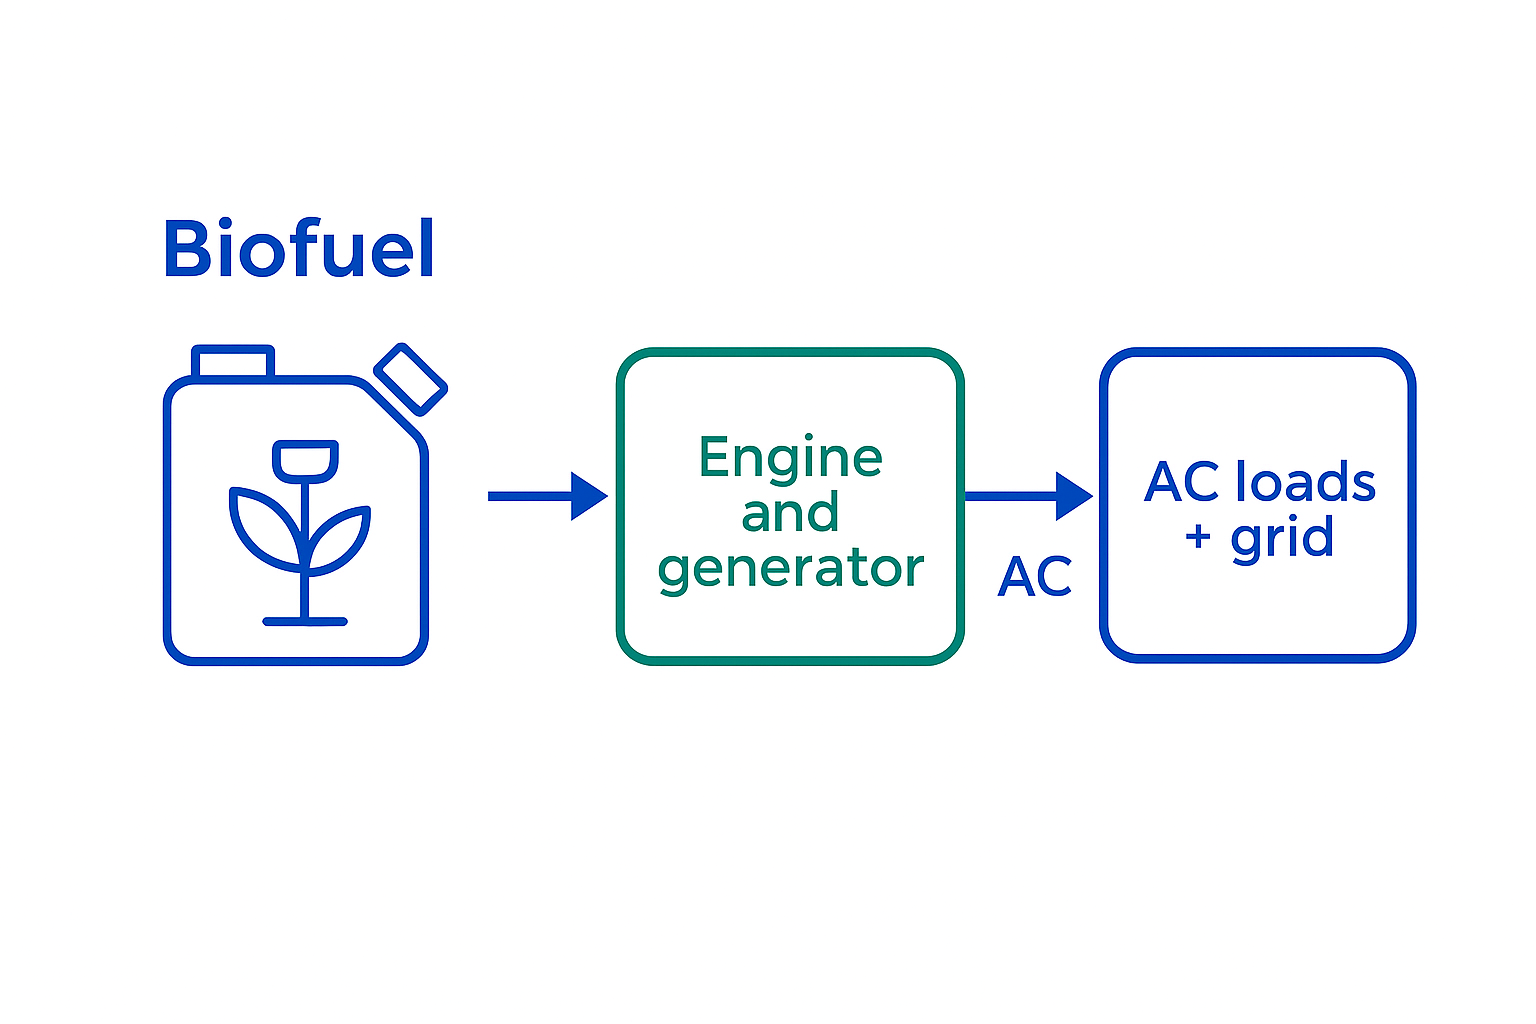 Biofuel
Engine
and
generator
AC
AC loads
+ grid